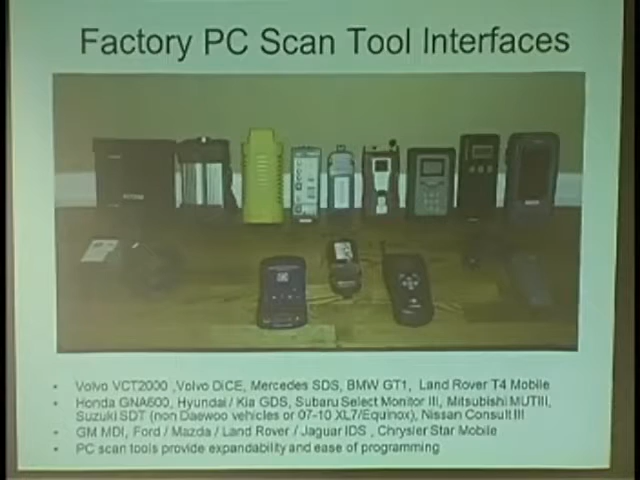 Factory PC Scan Tool Interfaces
• Volvo VCT2000 ,Volvo DiCE, Mercedes SDS, BMW GT1, Land Rover T4 Mobile
• Honda GNA600, Hyundai / Kia GDS, Subaru Select Monitor III, Mitsubishi MUTIII,
Suzuki SDT (non Daewoo vehicles or 07-10 XL7/Equinox), Nissan Consult III
• GM MDI, Ford / Mazda / Land Rover / Jaguar IDS , Chrysler Star Mobile
• PC scan tools provide expandability and ease of programming